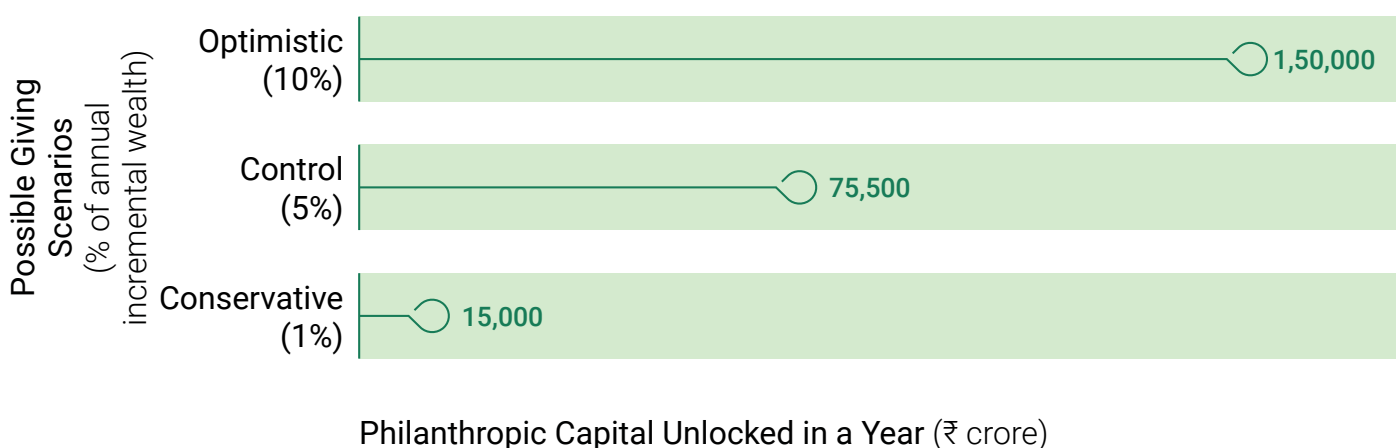 Possible Giving
Scenarios
(% of annual
incremental wealth)
Optimistic
(10%)
1,50,000
Control
(5%)
75,500
Conservative
(1%)
15,000
Philanthropic Capital Unlocked in a Year (₹ crore)